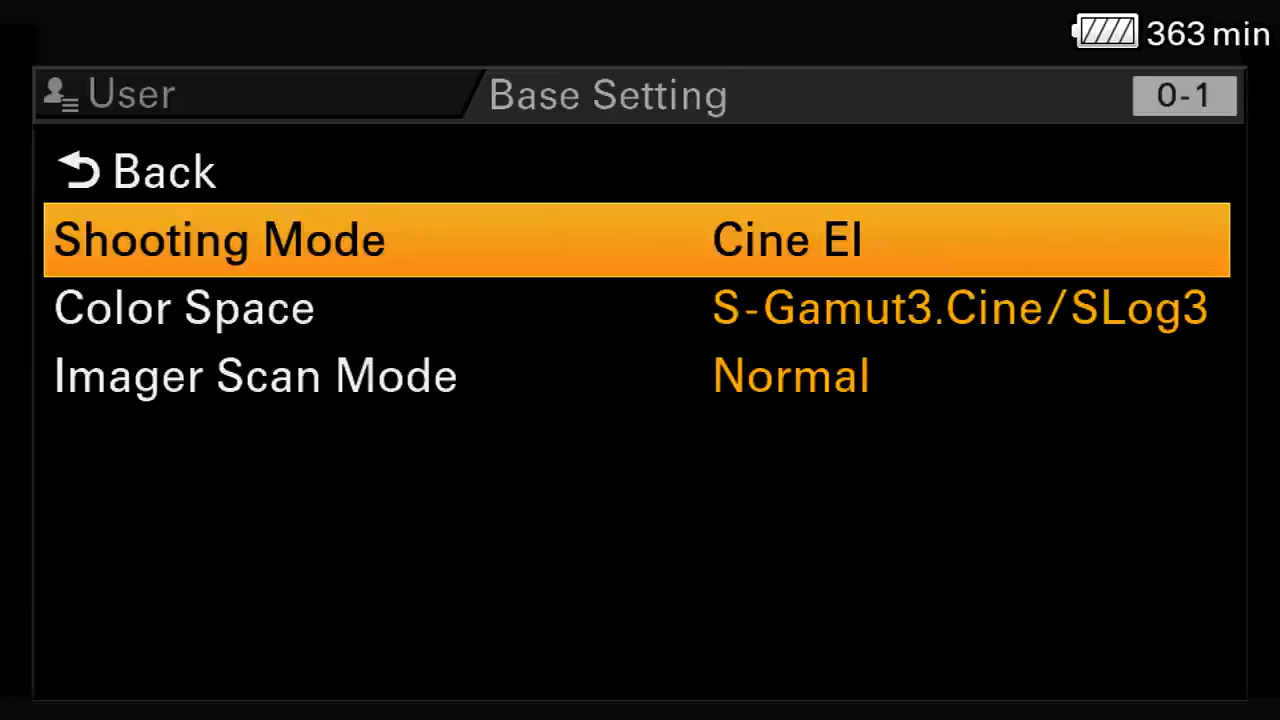 363 min
User Base Setting 0-1
Back
Shooting Mode Cine EI
Color Space S-Gamut3.Cine/SLog3
Imager Scan Mode Normal